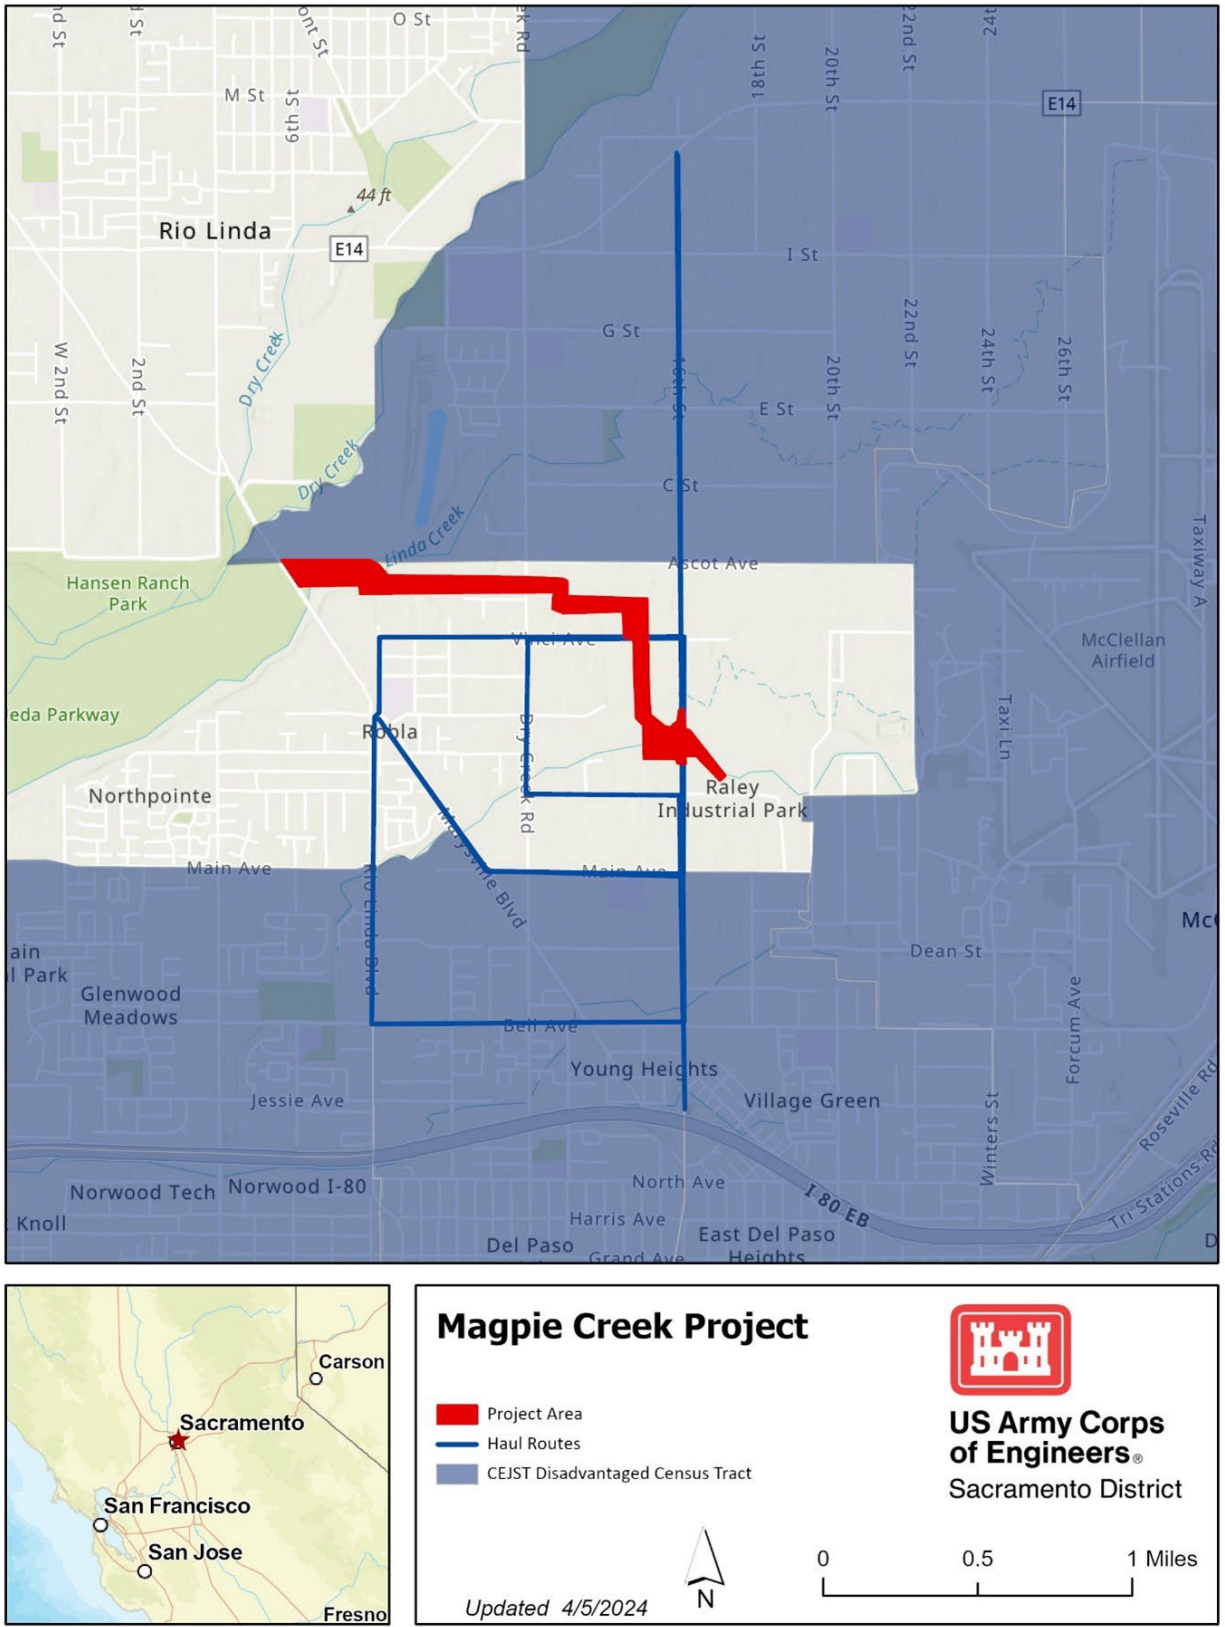 O St
M St
6th St
18th St
20th St
22nd St
E14
44 ft
Rio Linda
E14
I St
G St
W 2nd St
2nd St
Dry Creek
16th St
20th St
22nd St
24th St
26th St
E St
Dry Creek
C St
Linda Creek
Ascot Ave
Taxiway A
Hansen Ranch
Park
Vinci Ave
McClellan
Airfield
eda Parkway
Robla
Dry Creek Rd
Taxi Ln
Northpointe
Raley
Industrial Park
Marysville Blvd
Main Ave
Main Ave
Rio Linda Blvd
McC
ain
l Park
Dean St
Glenwood
Meadows
Forcum Ave
Bell Ave
Young Heights
Jessie Ave
Village Green
Winters St
Roseville Rd
Norwood Tech
Norwood I-80
North Ave
I 80 EB
Tri Stations Rd
Knoll
Harris Ave
Del Paso
East Del Paso
Heights
Grand Ave
D
Carson
Sacramento
San Francisco
San Jose
Fresno
Magpie Creek Project
Project Area
Haul Routes
CEJST Disadvantaged Census Tract
US Army Corps
of Engineers®
Sacramento District
N
0 0.5 1 Miles
Updated 4/5/2024